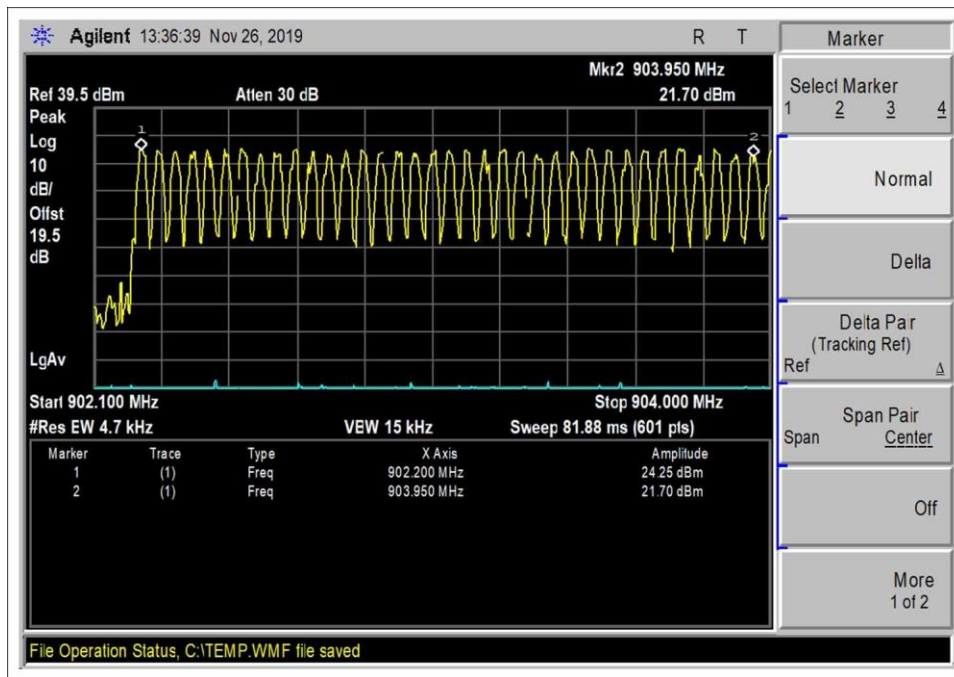 Agilent 13:36:39 Nov 26, 2019 R T
Mkr2 903.950 MHz
Ref 39.5 dBm Atten 30 dB 21.70 dBm
Peak
Log
10
dB/
Offst
19.5
dB
LgAv
1
2
Start 902.100 MHz Stop 904.000 MHz
#Res BW 4.7 kHz VBW 15 kHz Sweep 81.88 ms (601 pts)
Marker Trace Type X Axis Amplitude
1 (1) Freq 902.200 MHz 24.25 dBm
2 (1) Freq 903.950 MHz 21.70 dBm
File Operation Status, C:\TEMP.WMF file saved
Marker
Select Marker
1 2 3 4
Normal
Delta
Delta Pair
(Tracking Ref)
Ref Δ
Span Pair
Span Center
Off
More
1 of 2